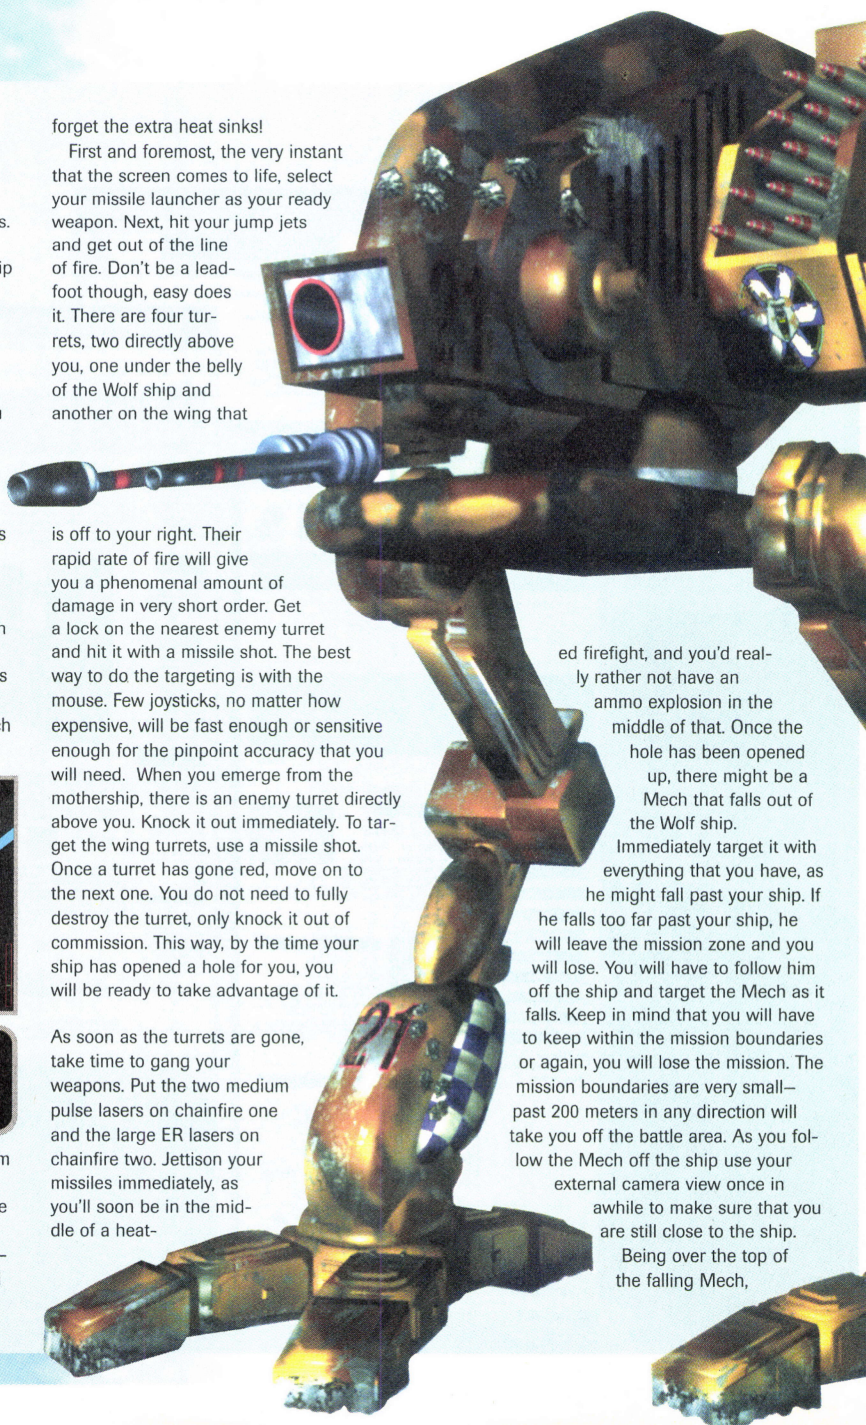 forget the extra heat sinks!
First and foremost, the very instant
that the screen comes to life, select
your missile launcher as your ready
weapon. Next, hit your jump jets
and get out of the line
of fire. Don't be a lead-
foot though, easy does
it. There are four tur-
rets, two directly above
you, one under the belly
of the Wolf ship and
another on the wing that
is off to your right. Their
rapid rate of fire will give
you a phenomenal amount of
damage in very short order. Get
a lock on the nearest enemy turret
and hit it with a missile shot. The best
way to do the targeting is with the
mouse. Few joysticks, no matter how
expensive, will be fast enough or sensitive
enough for the pinpoint accuracy that you
will need. When you emerge from the
mothership, there is an enemy turret directly
above you. Knock it out immediately. To tar-
get the wing turrets, use a missile shot.
Once a turret has gone red, move on to
the next one. You do not need to fully
destroy the turret, only knock it out of
commission. This way, by the time your
ship has opened a hole for you, you
will be ready to take advantage of it.
As soon as the turrets are gone,
take time to gang your
weapons. Put the two medium
pulse lasers on chainfire one
and the large ER lasers on
chainfire two. Jettison your
missiles immediately, as
you'll soon be in the mid-
dle of a heat-
ed firefight, and you'd real-
ly rather not have an
ammo explosion in the
middle of that. Once the
hole has been opened
up, there might be a
Mech that falls out of
the Wolf ship.
Immediately target it with
everything that you have, as
he might fall past your ship. If
he falls too far past your ship, he
will leave the mission zone and you
will lose. You will have to follow him
off the ship and target the Mech as it
falls. Keep in mind that you will have
to keep within the mission boundaries
or again, you will lose the mission. The
mission boundaries are very small—
past 200 meters in any direction will
take you off the battle area. As you fol-
low the Mech off the ship use your
external camera view once in
awhile to make sure that you
are still close to the ship.
Being over the top of
the falling Mech,
21